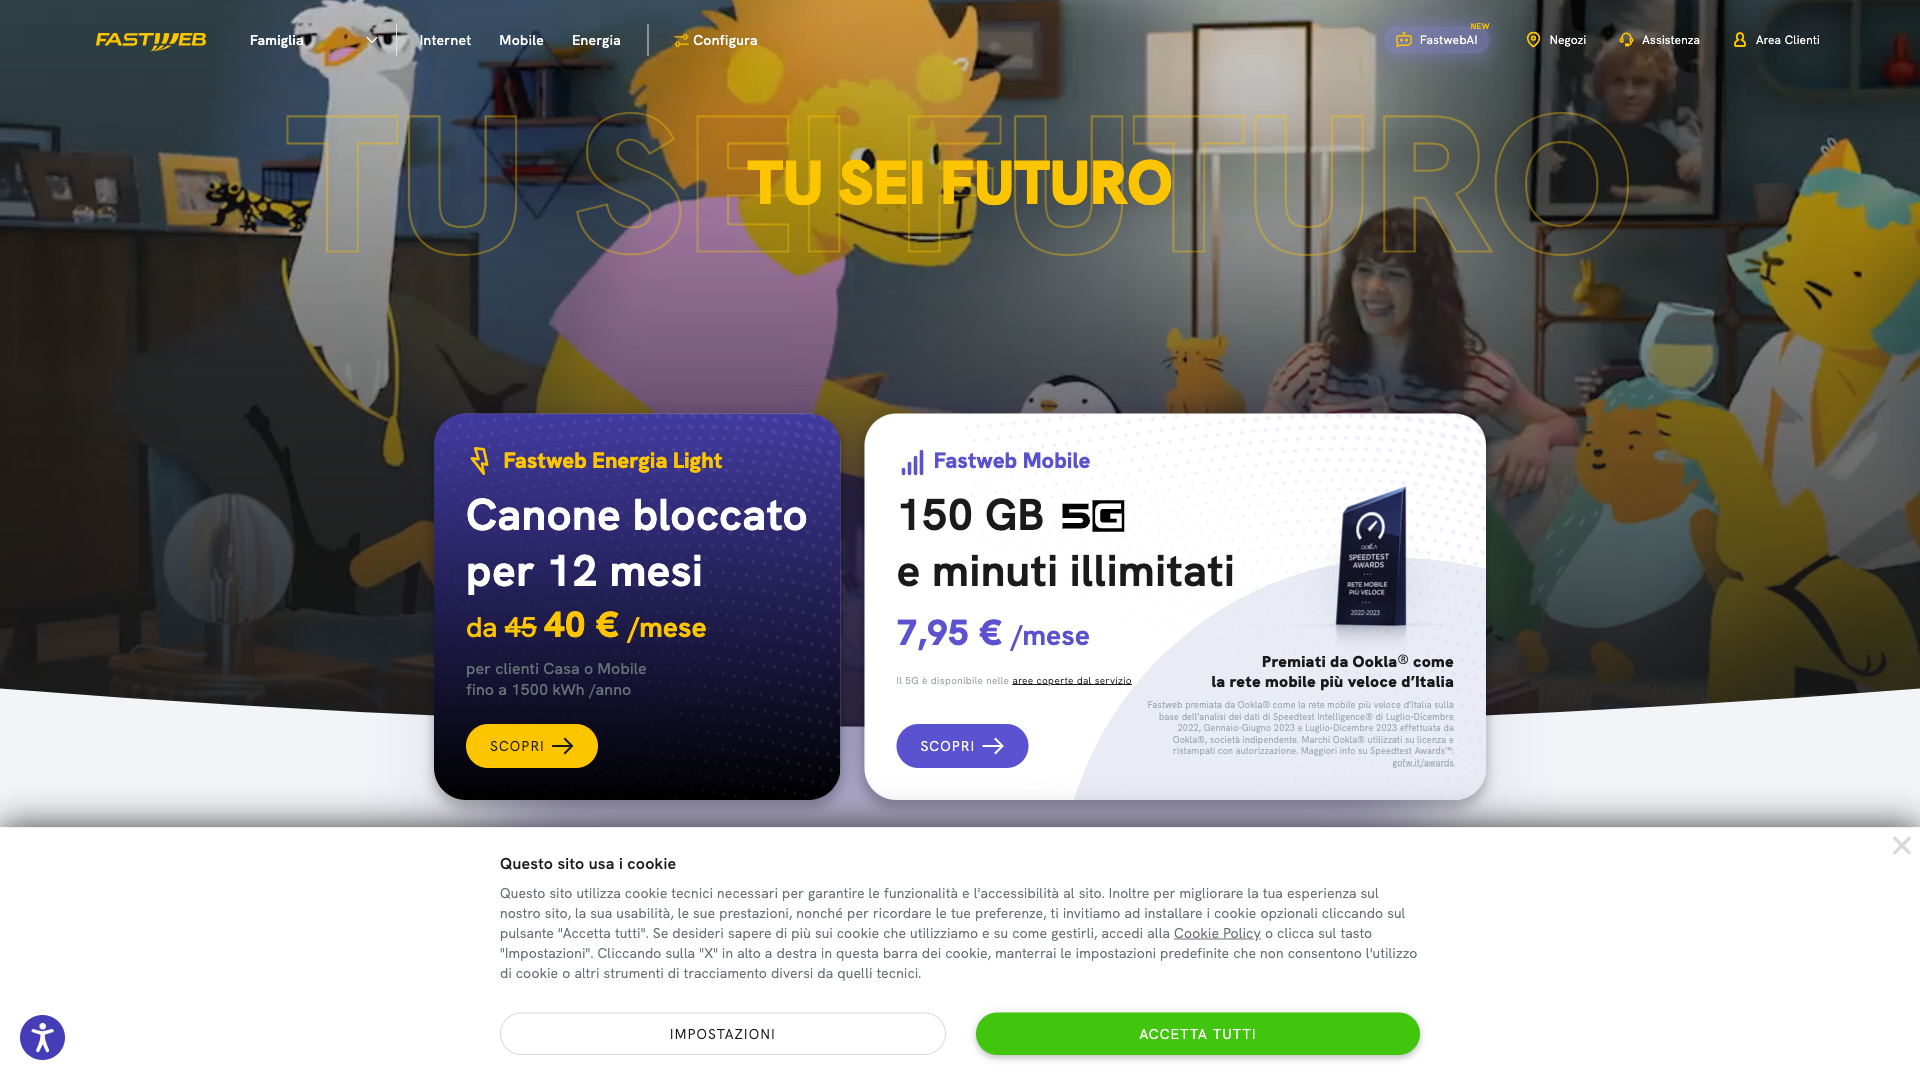 FASTWEB
Famiglia
Internet
Mobile
Energia
Configura
FastwebAI
NEW
Negozi
Assistenza
Area Clienti
TU SEI FUTURO
TU SEI FUTURO
Fastweb Energia Light
Canone bloccato
per 12 mesi
da 45 40 € /mese
per clienti Casa o Mobile
fino a 1500 kWh /anno
SCOPRI
Fastweb Mobile
150 GB 5G
e minuti illimitati
7,95 € /mese
Il 5G è disponibile nelle aree coperte dal servizio
SCOPRI
OOKLA
SPEEDTEST
AWARDS
RETE MOBILE
PIÙ VELOCE
2022-2023
Premiati da Ookla® come
la rete mobile più veloce d'Italia
Fastweb premiata da Ookla® come la rete mobile più veloce d'Italia sulla
base dell'analisi dei dati di Speedtest Intelligence® di Luglio-Dicembre
2022, Gennaio-Giugno 2023 e Luglio-Dicembre 2023 effettuata da
Ookla®, società indipendente. Marchi Ookla® utilizzati su licenza e
ristampati con autorizzazione. Maggiori info su Speedtest Awards™:
gofw.it/awards
Questo sito usa i cookie
Questo sito utilizza cookie tecnici necessari per garantire le funzionalità e l'accessibilità al sito. Inoltre per migliorare la tua esperienza sul
nostro sito, la sua usabilità, le sue prestazioni, nonché per ricordare le tue preferenze, ti invitiamo ad installare i cookie opzionali cliccando sul
pulsante "Accetta tutti". Se desideri sapere di più sui cookie che utilizziamo e su come gestirli, accedi alla Cookie Policy o clicca sul tasto
"Impostazioni". Cliccando sulla "X" in alto a destra in questa barra dei cookie, manterrai le impostazioni predefinite che non consentono l'utilizzo
di cookie o altri strumenti di tracciamento diversi da quelli tecnici.
IMPOSTAZIONI
ACCETTA TUTTI